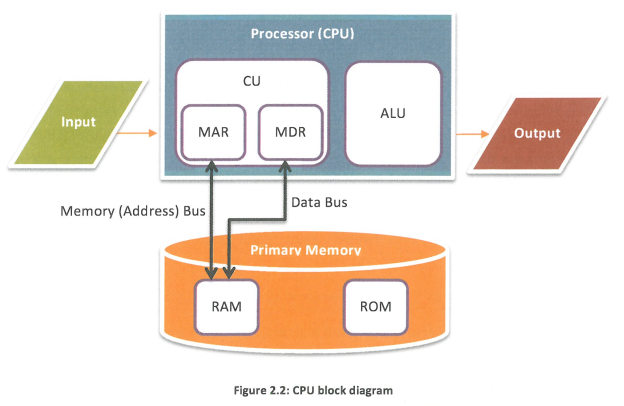 Processor (CPU)
CU
Input
MAR
MDR
ALU
Output
Memory (Address) Bus
Data Bus
Primary Memory
RAM
ROM
Figure 2.2: CPU block diagram